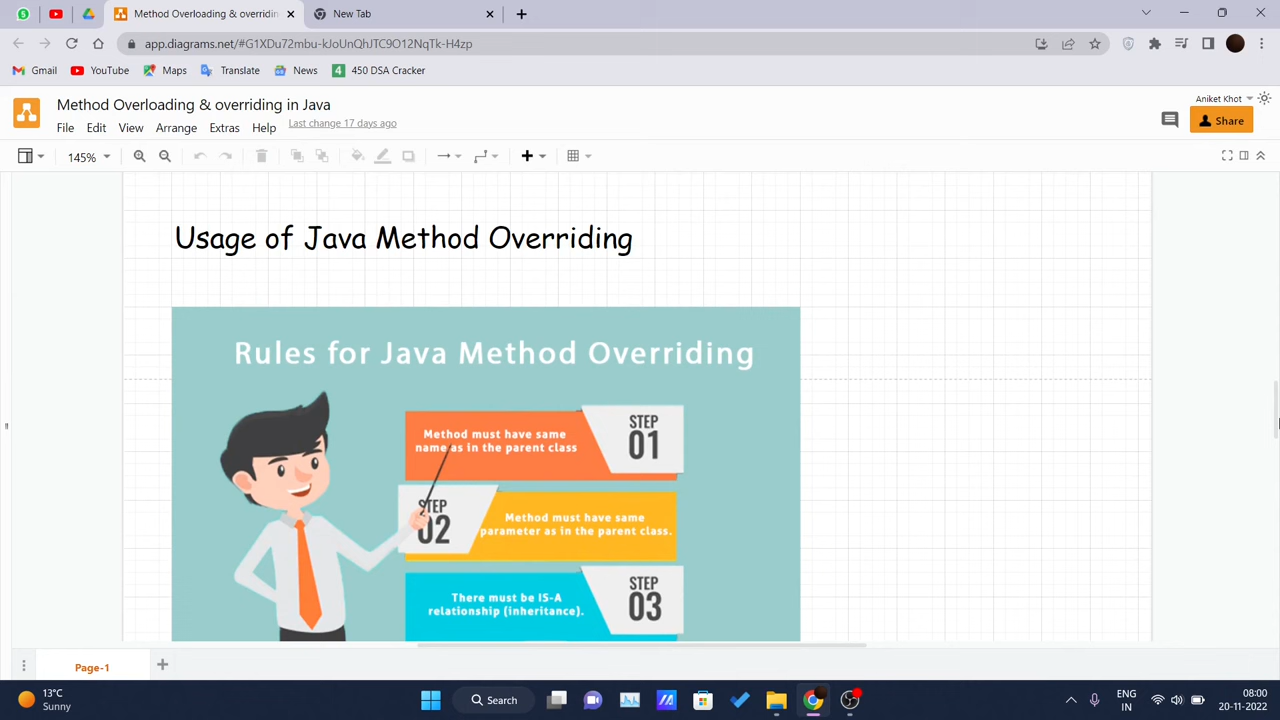 5
Method Overloading & overridin
New Tab
app.diagrams.net/#G1XDu72mbu-kJoUnQhJTC9O12NqTk-H4zp
Gmail
YouTube
Maps
Translate
News
4
450 DSA Cracker
Method Overloading & overriding in Java
Aniket Khot
File
Edit
View
Arrange
Extras
Help
Last change 17 days ago
Share
145%
Usage of Java Method Overriding
Rules for Java Method Overriding
Method must have same
name as in the parent class
STEP
01
STEP
02
Method must have same
parameter as in the parent class.
There must be IS-A
relationship (inheritance).
STEP
03
Page-1
13°C
Sunny
Search
ENG
IN
08:00
20-11-2022